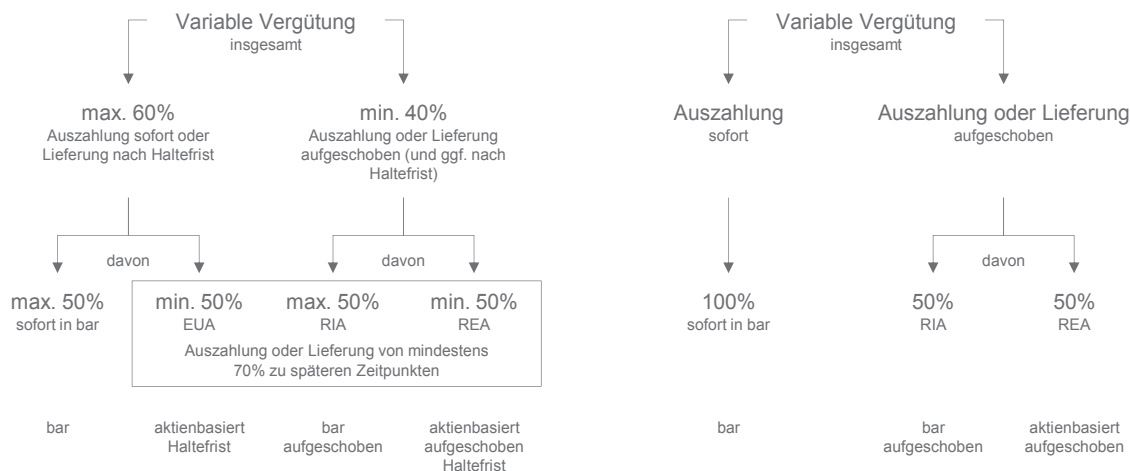 Variable Vergütung
insgesamt
max. 60%
Auszahlung sofort oder
Lieferung nach Haltefrist
min. 40%
Auszahlung oder Lieferung
aufgeschoben (und ggf. nach
Haltefrist)
davon
davon
max. 50%
sofort in bar
min. 50%
EUA
max. 50%
RIA
min. 50%
REA
Auszahlung oder Lieferung von mindestens
70% zu späteren Zeitpunkten
bar
aktienbasiert
Haltefrist
bar
aufgeschoben
aktienbasiert
aufgeschoben
Haltefrist
Variable Vergütung
insgesamt
Auszahlung
sofort
Auszahlung oder Lieferung
aufgeschoben
davon
100%
sofort in bar
50%
RIA
50%
REA
bar
bar
aufgeschoben
aktienbasiert
aufgeschoben